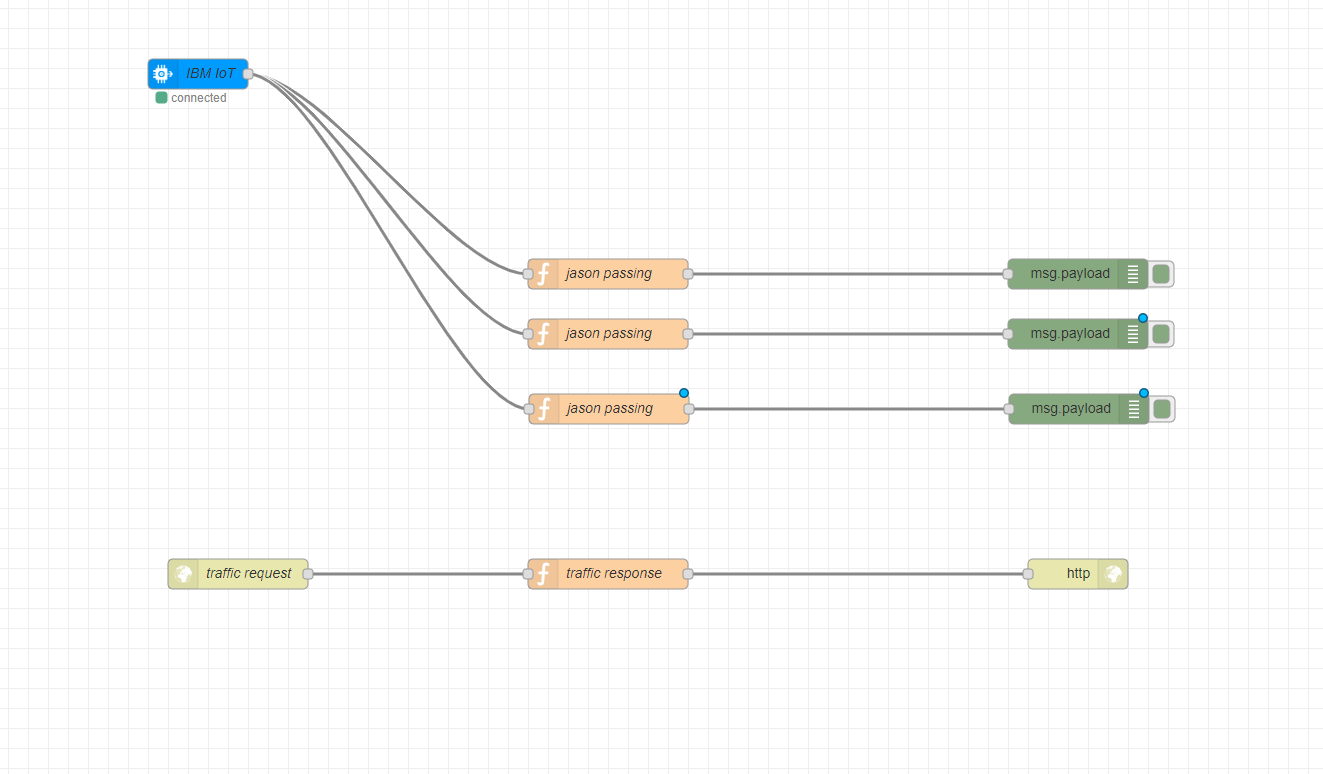 IBM IoT
connected
jason passing
msg.payload
jason passing
msg.payload
jason passing
msg.payload
traffic request
traffic response
http